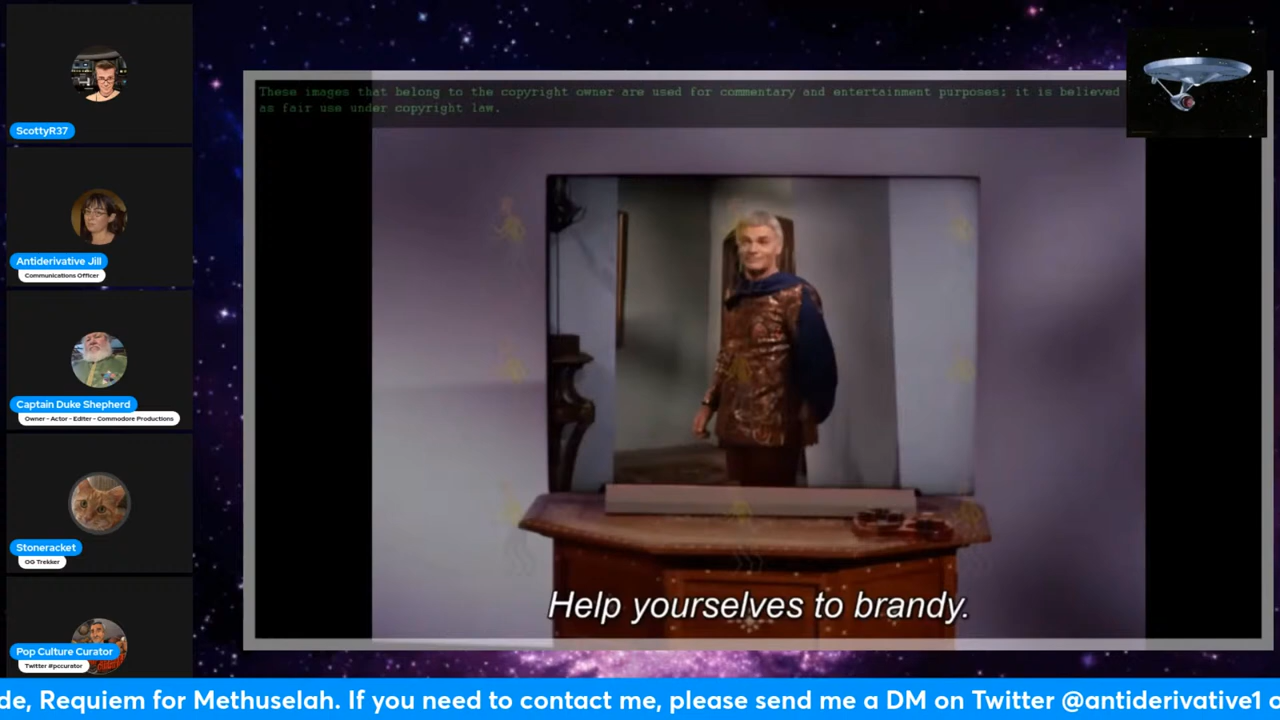 ScottyR37
Antiderivative Jill
Communications Officer
Captain Duke Shepherd
Owner - Actor - Editer - Commodore Productions
Stoneracket
OG Trekker
Pop Culture Curator
Twitter #pccurator
These images that belong to the copyright owner are used for commentary and entertainment purposes; it is believed
as fair use under copyright law.
Help yourselves to brandy.
de, Requiem for Methuselah. If you need to contact me, please send me a DM on Twitter @antiderivative1 o